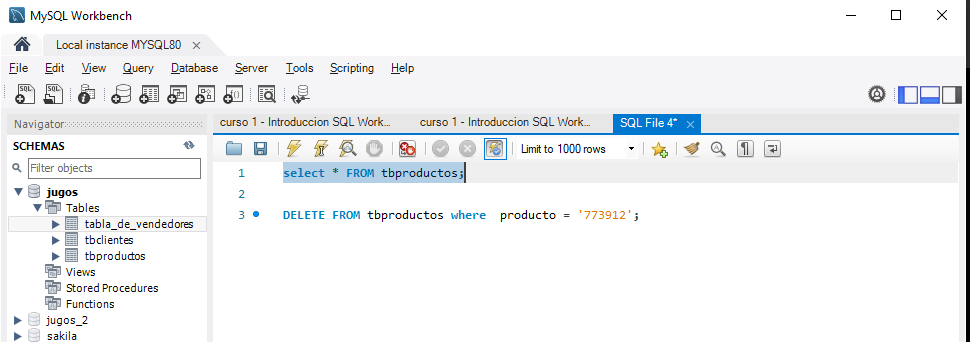 MySQL Workbench
Local instance MYSQL80
File Edit View Query Database Server Tools Scripting Help
Navigator
SCHEMAS
Filter objects
jugos
Tables
tabla_de_vendedores
tbclientes
tbproductos
Views
Stored Procedures
Functions
jugos_2
sakila
curso 1 - Introduccion SQL Work... curso 1 - Introduccion SQL Work... SQL File 4*
Limit to 1000 rows
1 select * FROM tbproductos;
2
3 DELETE FROM tbproductos where  producto = '773912';